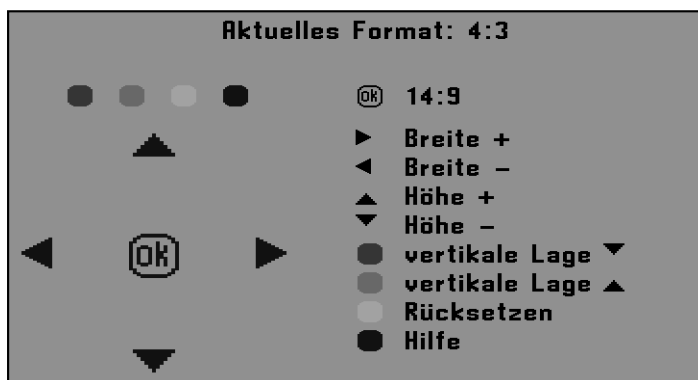 Aktuelles Format: 4:3
ok 14:9
Breite +
Breite -
Höhe +
Höhe -
ok
vertikale Lage
vertikale Lage
Rücksetzen
Hilfe